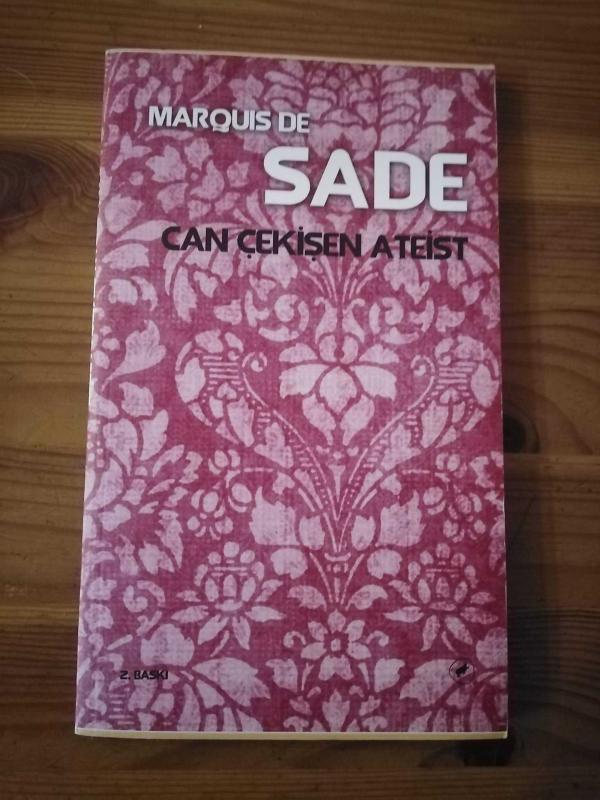 MARQUIS DE
SADE
CAN ÇEKİŞEN ATEİST
2. BASKI